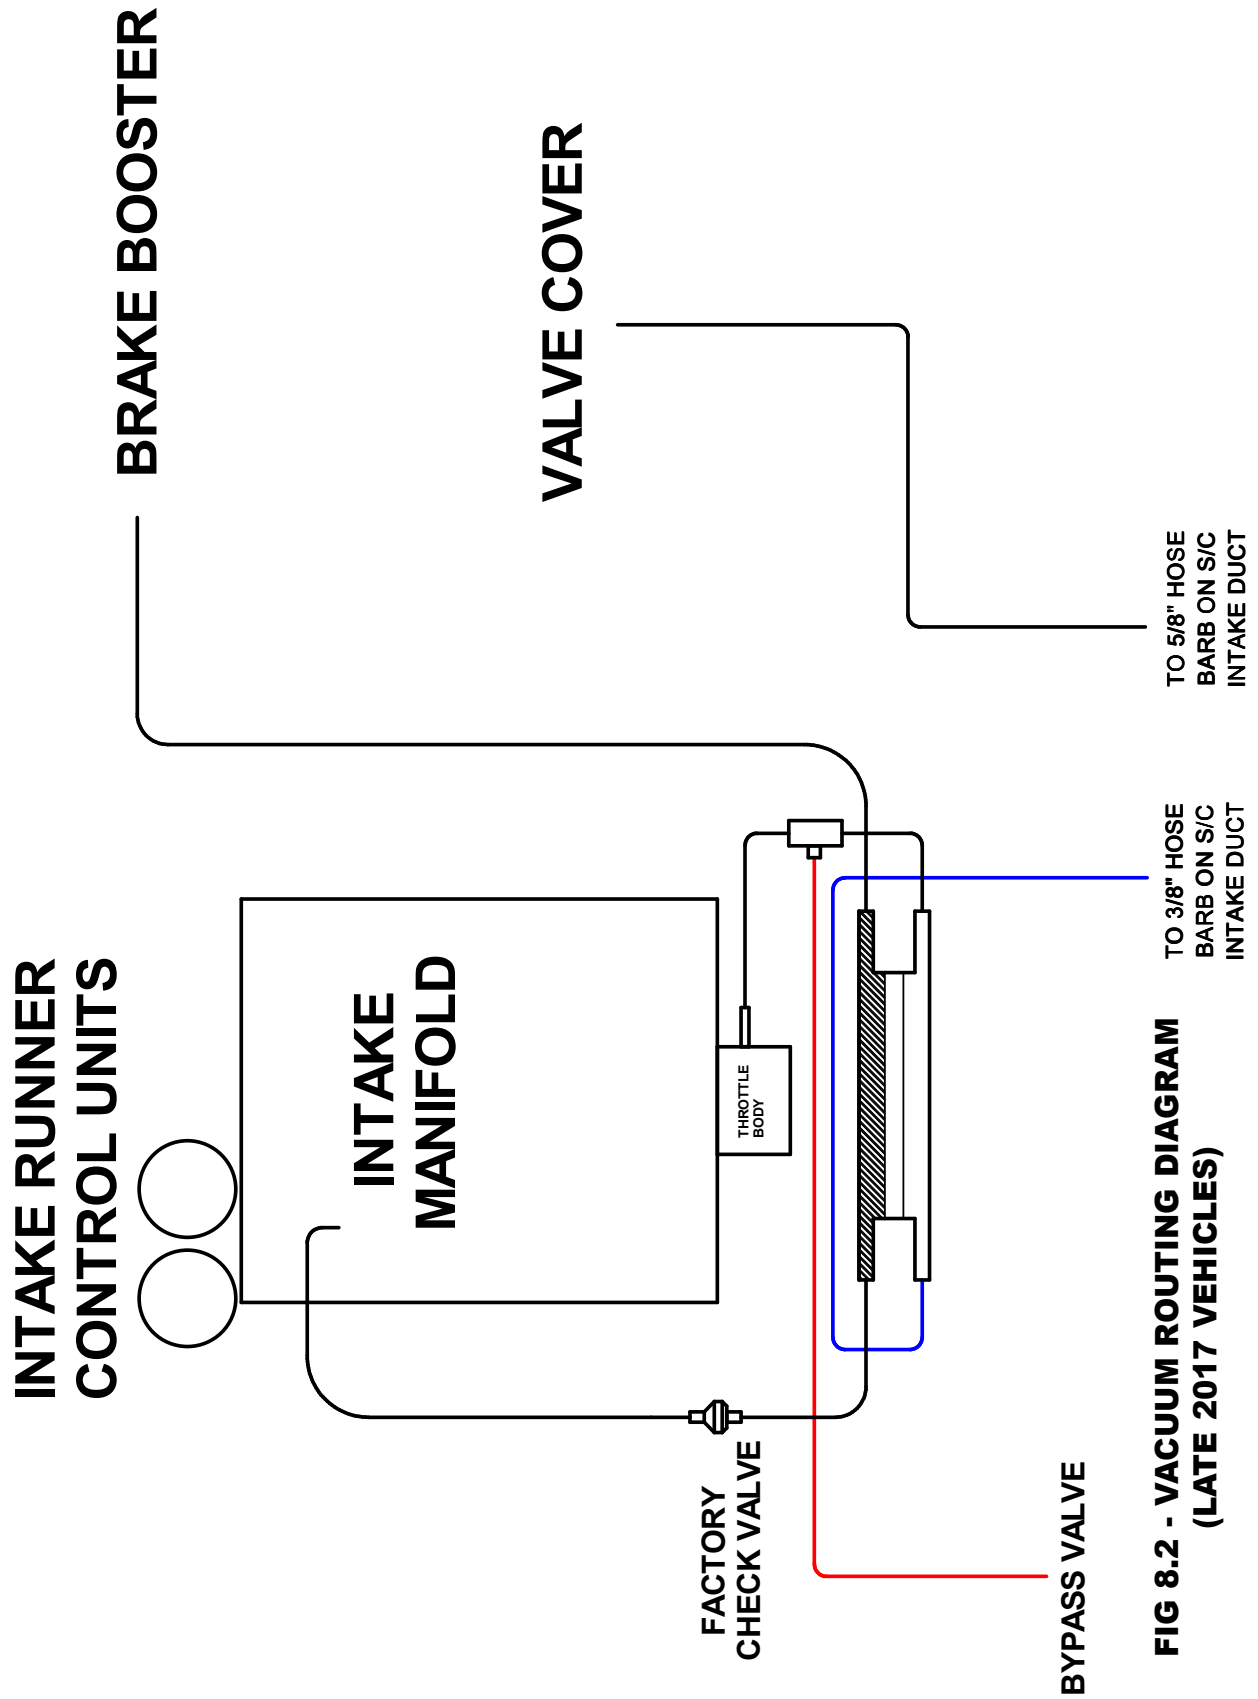 INTAKE RUNNER
CONTROL UNITS
BRAKE BOOSTER
INTAKE
MANIFOLD
VALVE COVER
THROTTLE
BODY
FACTORY
CHECK VALVE
BYPASS VALVE
TO 3/8" HOSE
BARB ON S/C
INTAKE DUCT
TO 5/8" HOSE
BARB ON S/C
INTAKE DUCT
FIG 8.2 - VACUUM ROUTING DIAGRAM
(LATE 2017 VEHICLES)